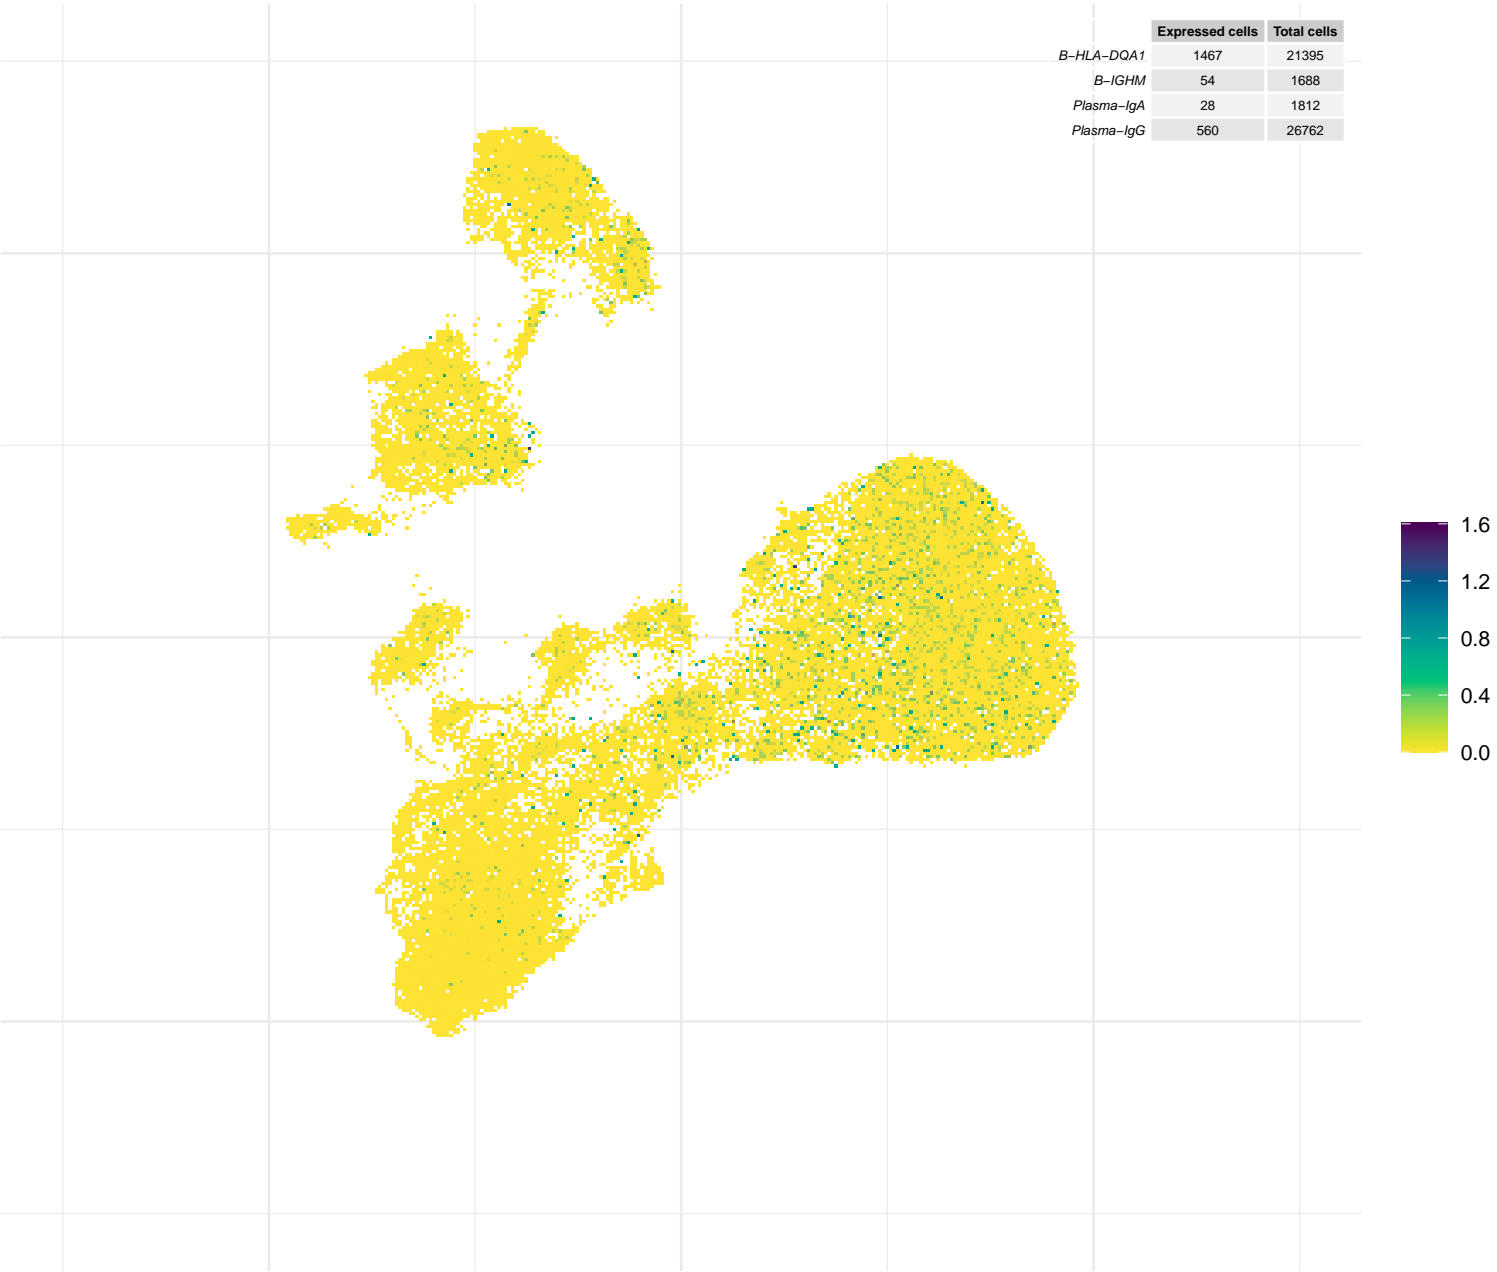 Expressed cells Total cells
B−HLA−DQA1 1467 21395
B−IGHM 54 1688
Plasma−IgA 28 1812
Plasma−IgG 560 26762
1.6
1.2
0.8
0.4
0.0